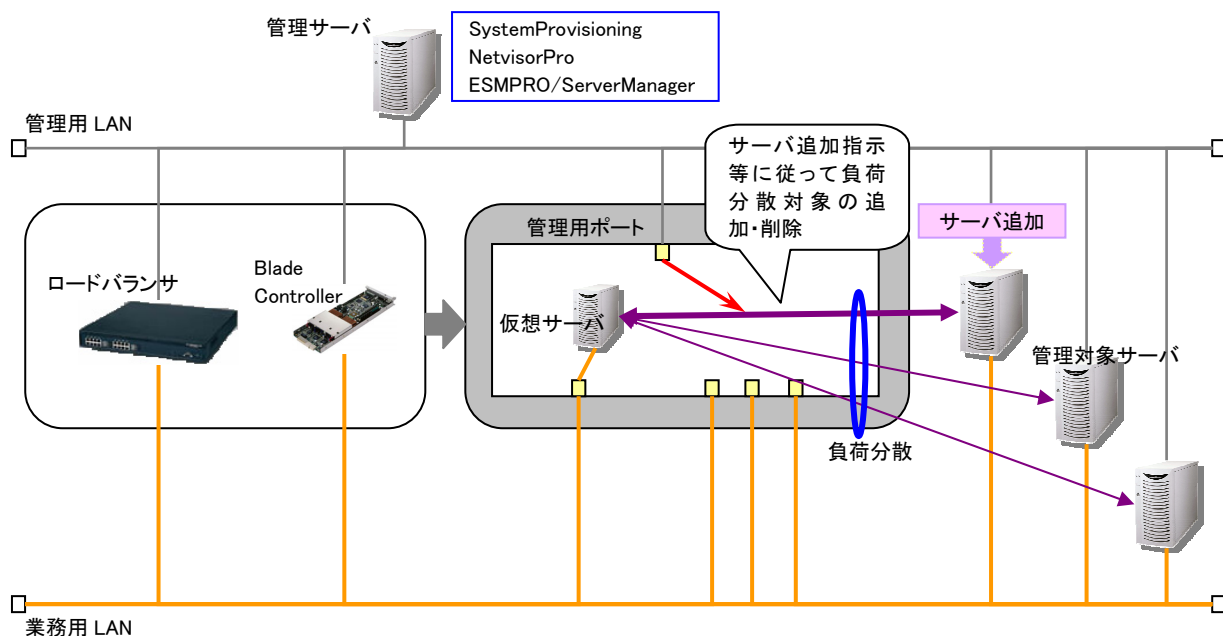 管理サーバ
SystemProvisioning
NetvisorPro
ESMPRO/ServerManager
管理用 LAN
サーバ追加指示
等に従って負荷
分散対象の追
加・削除
管理用ポート
サーバ追加
ロードバランサ
Blade
Controller
仮想サーバ
管理対象サーバ
負荷分散
業務用 LAN